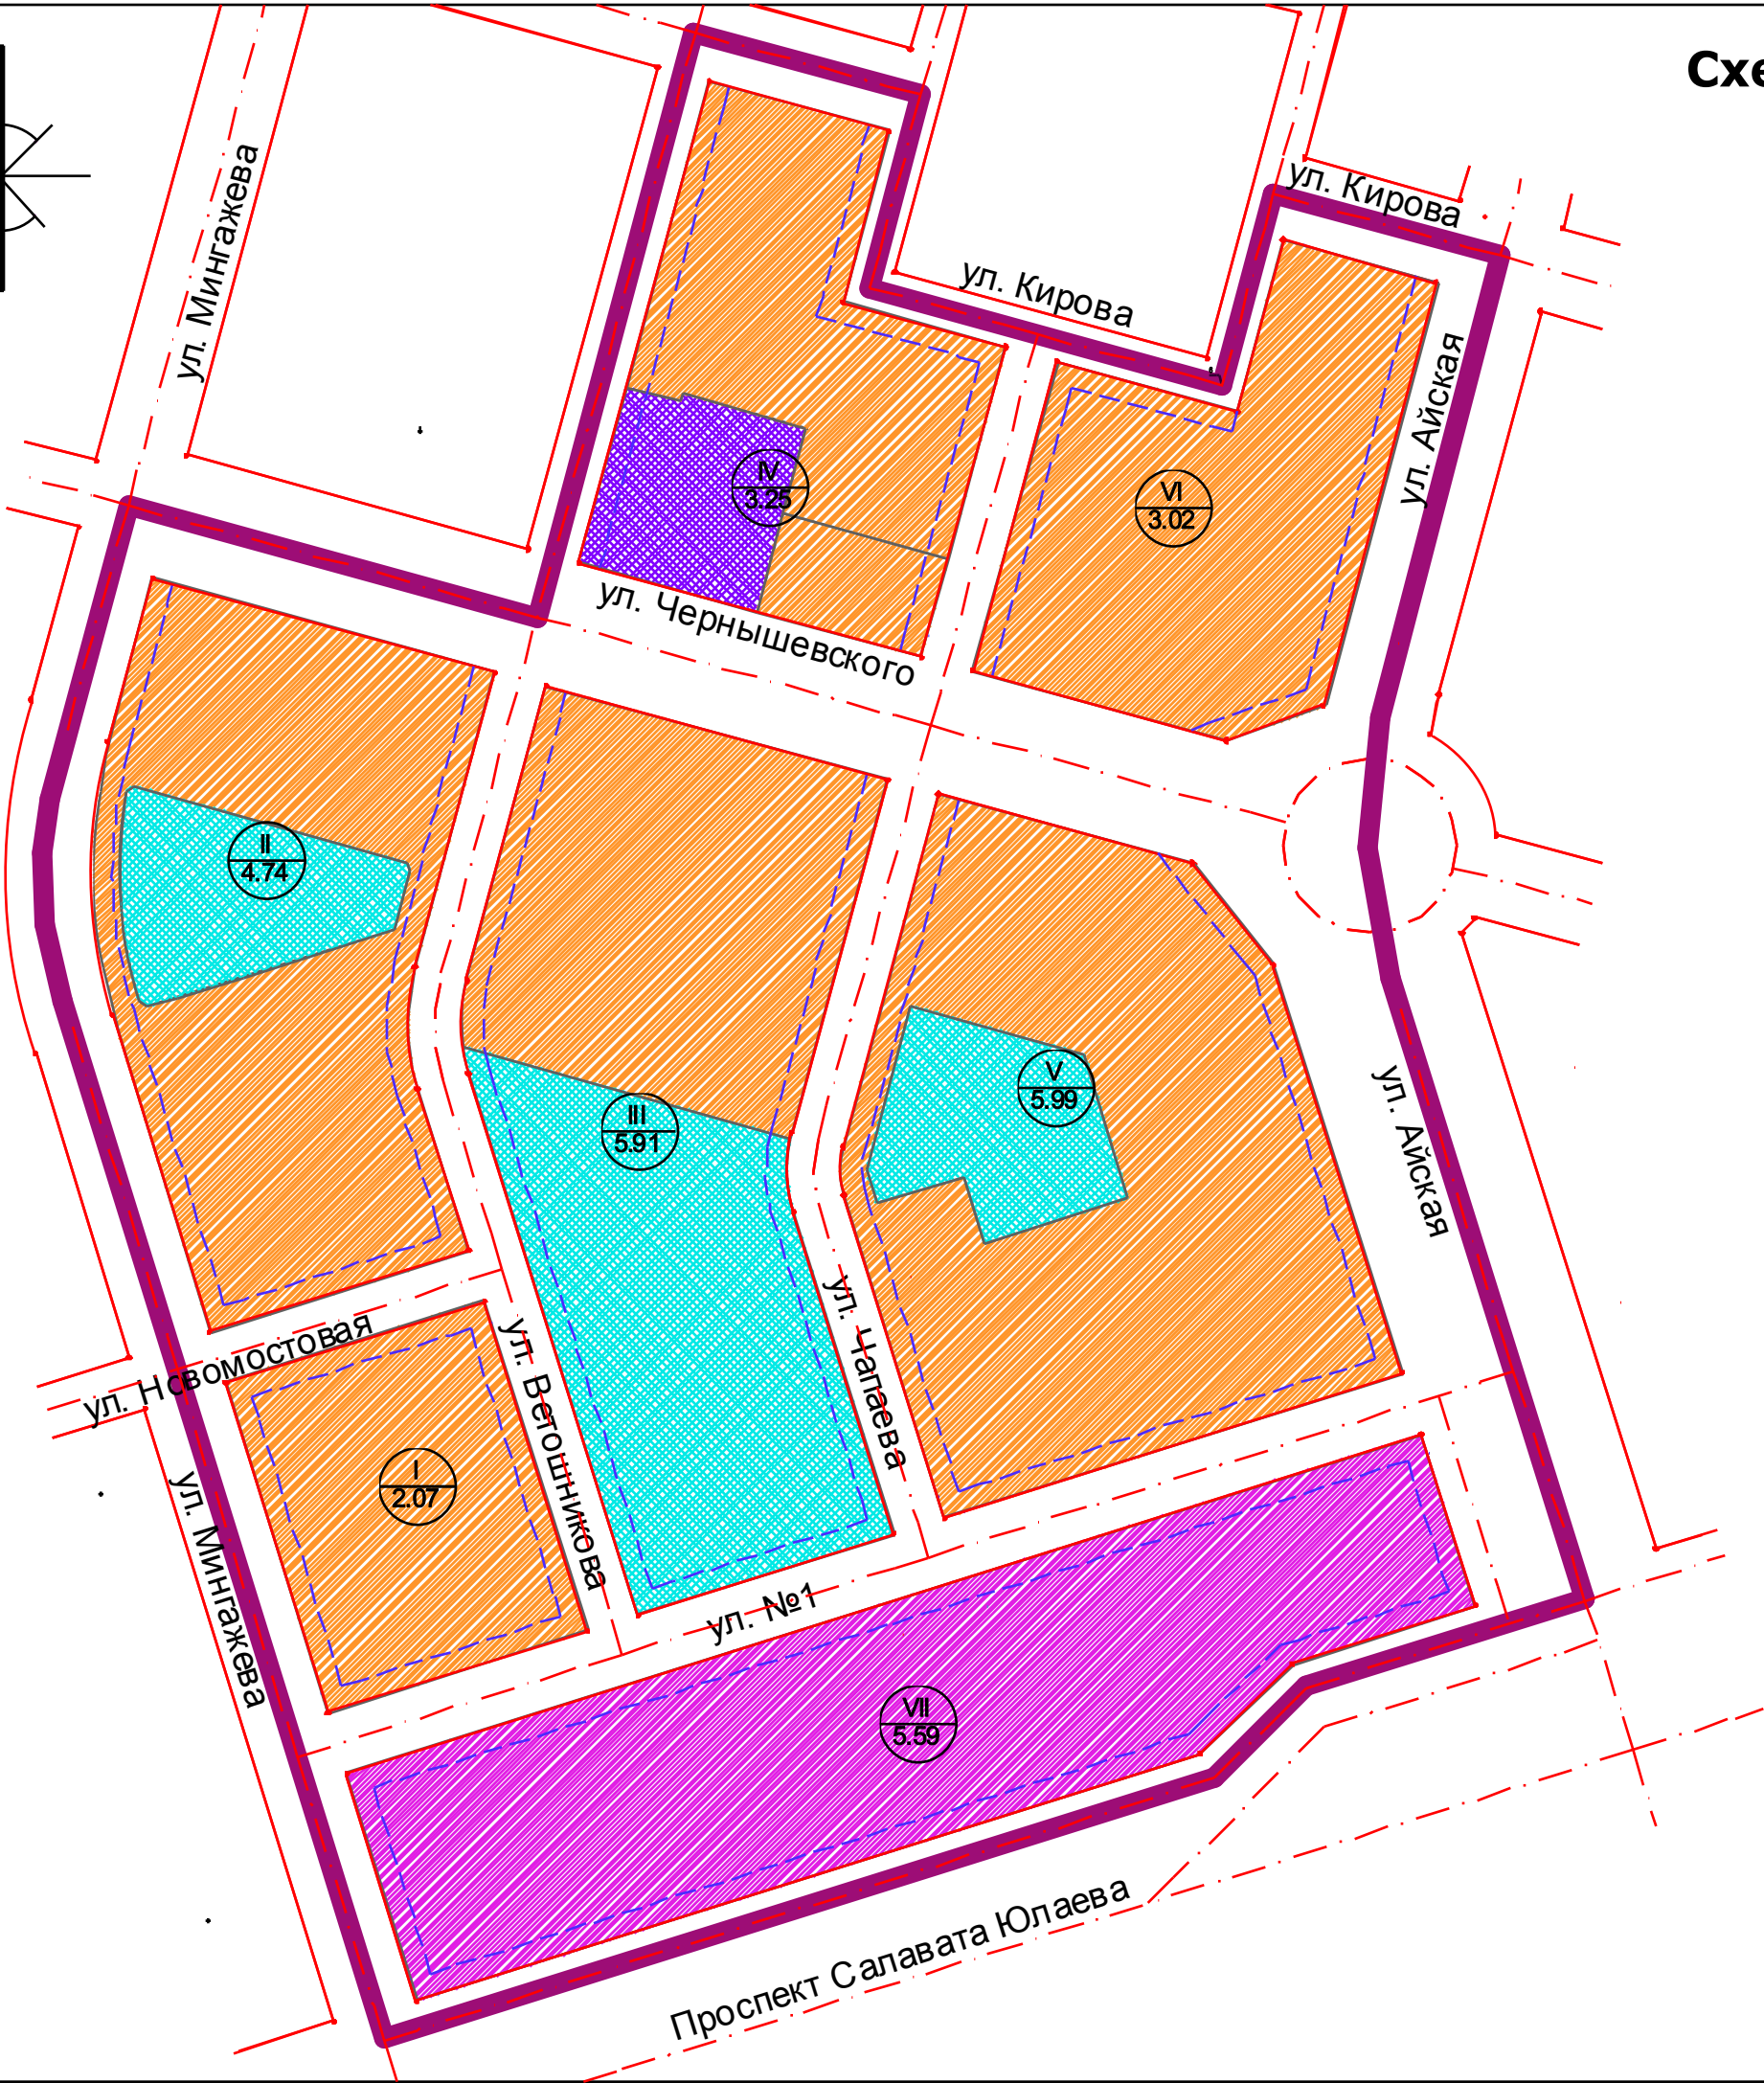 Схе
ул. Мингажева
ул. Кирова
ул. Кирова
ул. Айская
IV
3.25
VI
3.02
ул. Чернышевского
II
4.74
III
5.91
V
5.99
ул. Айская
ул. Новомостовая
ул. Ветошникова
ул. Чапаева
I
2.07
ул. Мингажева
ул. №1
VII
5.59
Проспект Салавата Юлаева